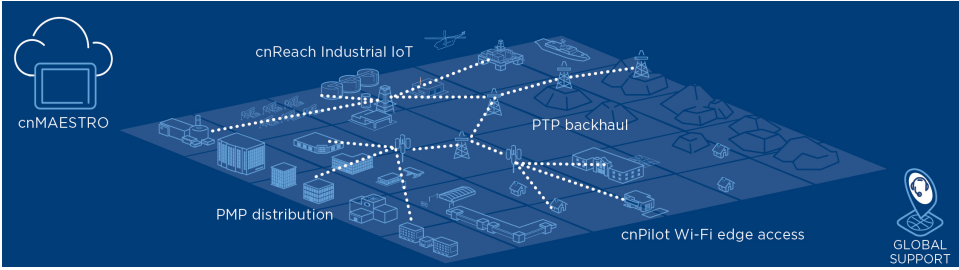 cnReach Industrial IoT
cnMAESTRO
PTP backhaul
PMP distribution
cnPilot Wi-Fi edge access
GLOBAL
SUPPORT